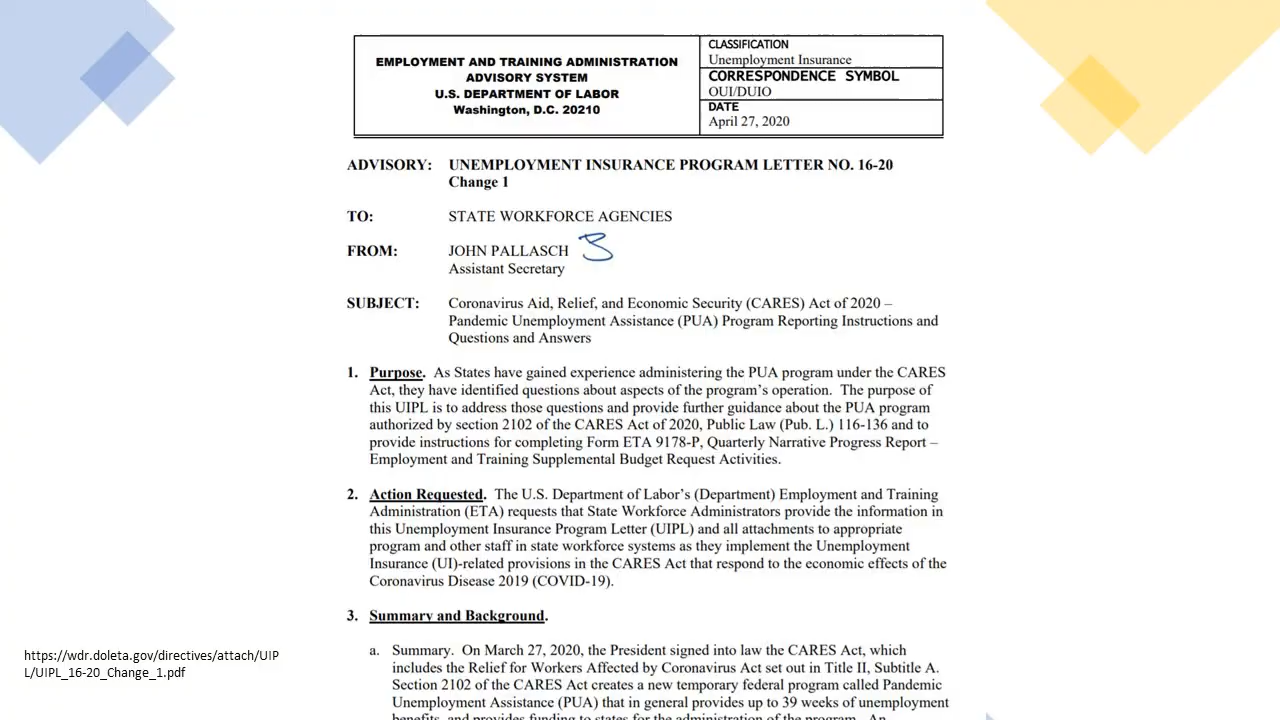 EMPLOYMENT AND TRAINING ADMINISTRATION
ADVISORY SYSTEM
U.S. DEPARTMENT OF LABOR
Washington, D.C. 20210
CLASSIFICATION
Unemployment Insurance
CORRESPONDENCE SYMBOL
OUI/DUIO
DATE
April 27, 2020
ADVISORY: UNEMPLOYMENT INSURANCE PROGRAM LETTER NO. 16-20
Change 1
TO: STATE WORKFORCE AGENCIES
FROM: JOHN PALLASCH
Assistant Secretary
SUBJECT: Coronavirus Aid, Relief, and Economic Security (CARES) Act of 2020 –
Pandemic Unemployment Assistance (PUA) Program Reporting Instructions and
Questions and Answers
1. Purpose. As States have gained experience administering the PUA program under the CARES
Act, they have identified questions about aspects of the program's operation. The purpose of
this UIPL is to address those questions and provide further guidance about the PUA program
authorized by section 2102 of the CARES Act of 2020, Public Law (Pub. L.) 116-136 and to
provide instructions for completing Form ETA 9178-P, Quarterly Narrative Progress Report –
Employment and Training Supplemental Budget Request Activities.
2. Action Requested. The U.S. Department of Labor's (Department) Employment and Training
Administration (ETA) requests that State Workforce Administrators provide the information in
this Unemployment Insurance Program Letter (UIPL) and all attachments to appropriate
program and other staff in state workforce systems as they implement the Unemployment
Insurance (UI)-related provisions in the CARES Act that respond to the economic effects of the
Coronavirus Disease 2019 (COVID-19).
3. Summary and Background.
a. Summary. On March 27, 2020, the President signed into law the CARES Act, which
includes the Relief for Workers Affected by Coronavirus Act set out in Title II, Subtitle A.
Section 2102 of the CARES Act creates a new temporary federal program called Pandemic
Unemployment Assistance (PUA) that in general provides up to 39 weeks of unemployment
benefits, and provides funding to states for the administration of the program. An
https://wdr.doleta.gov/directives/attach/UIP
L/UIPL_16-20_Change_1.pdf